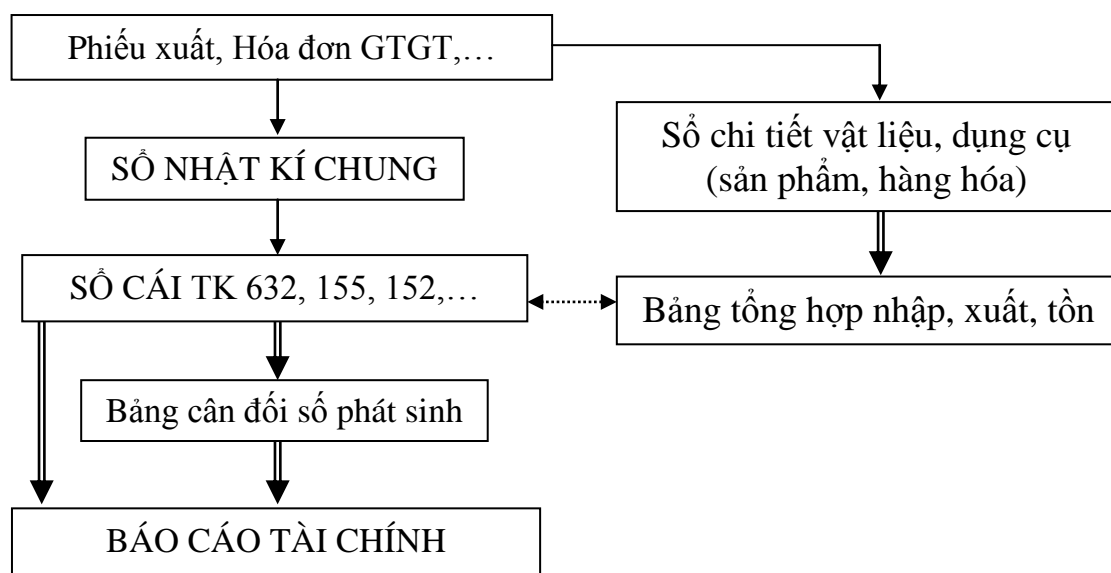 Phiếu xuất, Hóa đơn GTGT,…
Sổ chi tiết vật liệu, dụng cụ
(sản phẩm, hàng hóa)
SỔ NHẬT KÍ CHUNG
SỔ CÁI TK 632, 155, 152,…
Bảng tổng hợp nhập, xuất, tồn
Bảng cân đối số phát sinh
BÁO CÁO TÀI CHÍNH